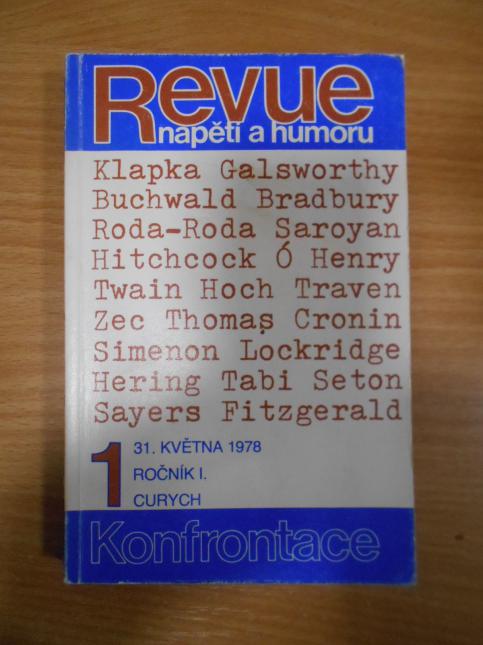 Revue
napětí a humoru
Klapka Galsworthy
Buchwald Bradbury
Roda-Roda Saroyan
Hitchcock Ó Henry
Twain Hoch Traven
Zec Thomas Cronin
Simenon Lockridge
Hering Tabi Seton
Sayers Fitzgerald
1
31. KVĚTNA 1978
ROČNÍK I.
CURYCH
Konfrontace